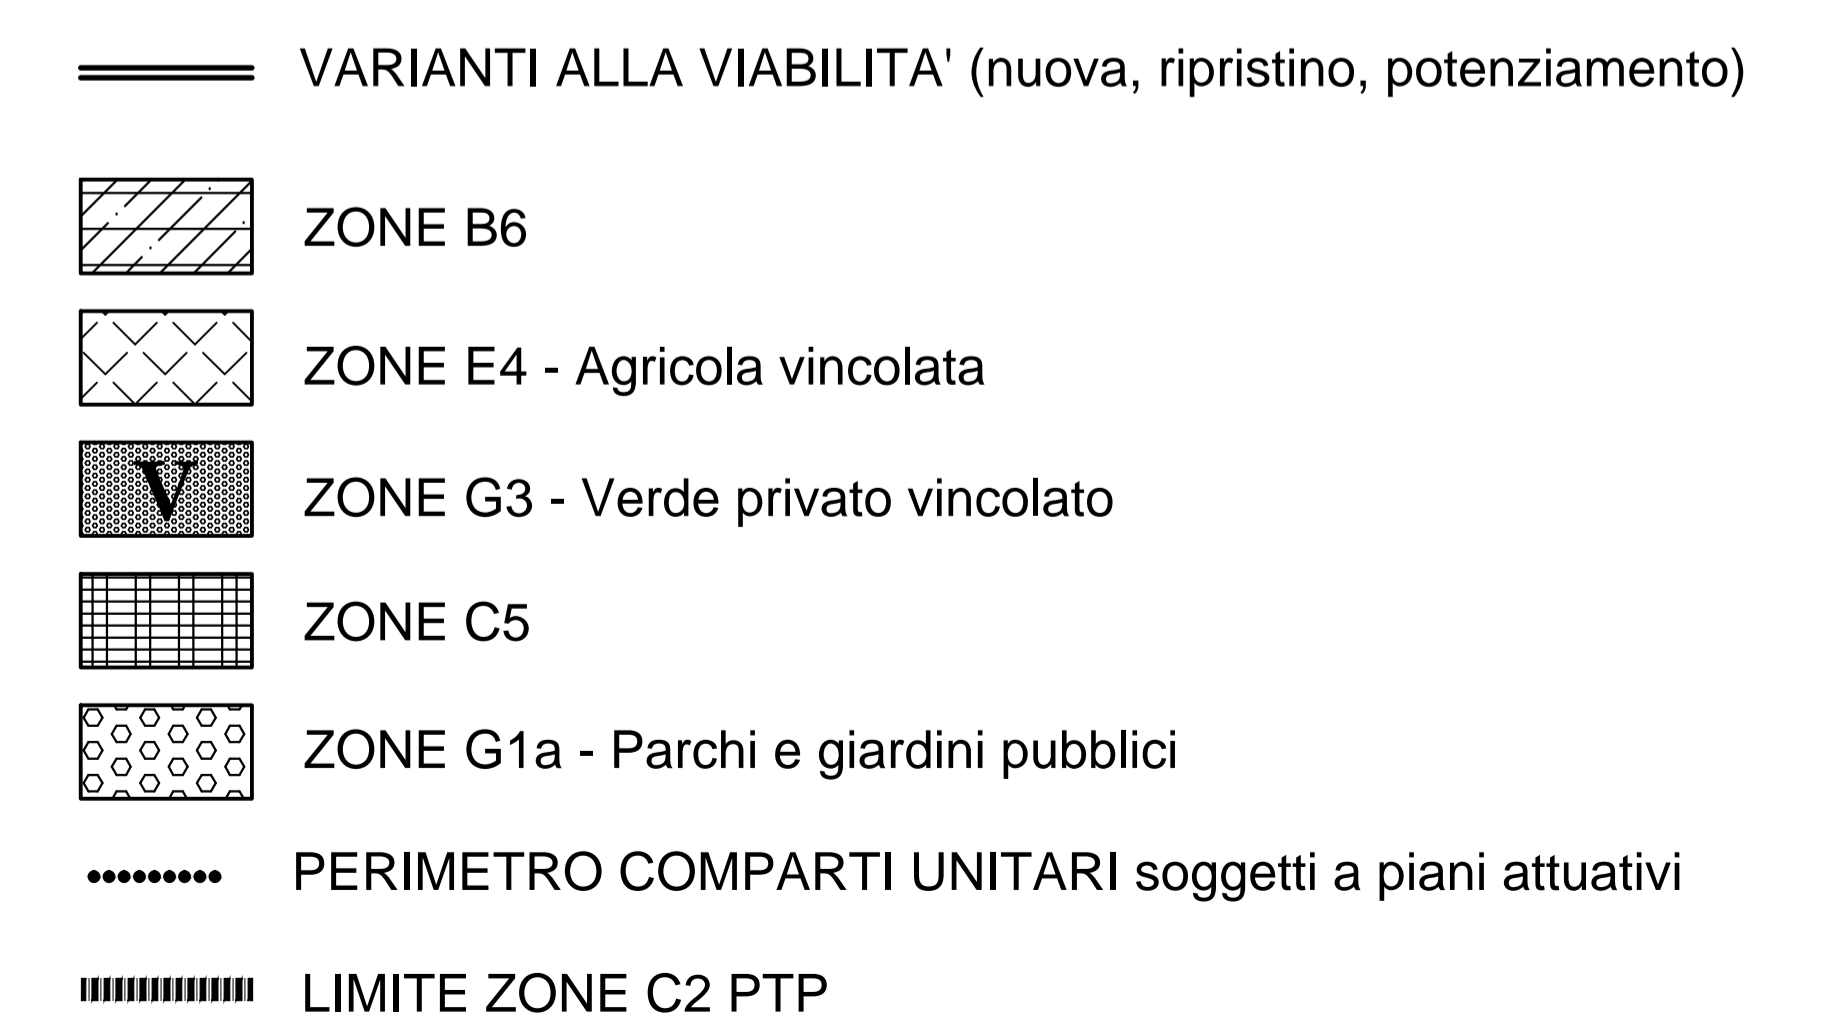 VARIANTI ALLA VIABILITA' (nuova, ripristino, potenziamento)
ZONE B6
ZONE E4 - Agricola vincolata
V
ZONE G3 - Verde privato vincolato
ZONE C5
ZONE G1a - Parchi e giardini pubblici
PERIMETRO COMPARTI UNITARI soggetti a piani attuativi
LIMITE ZONE C2 PTP